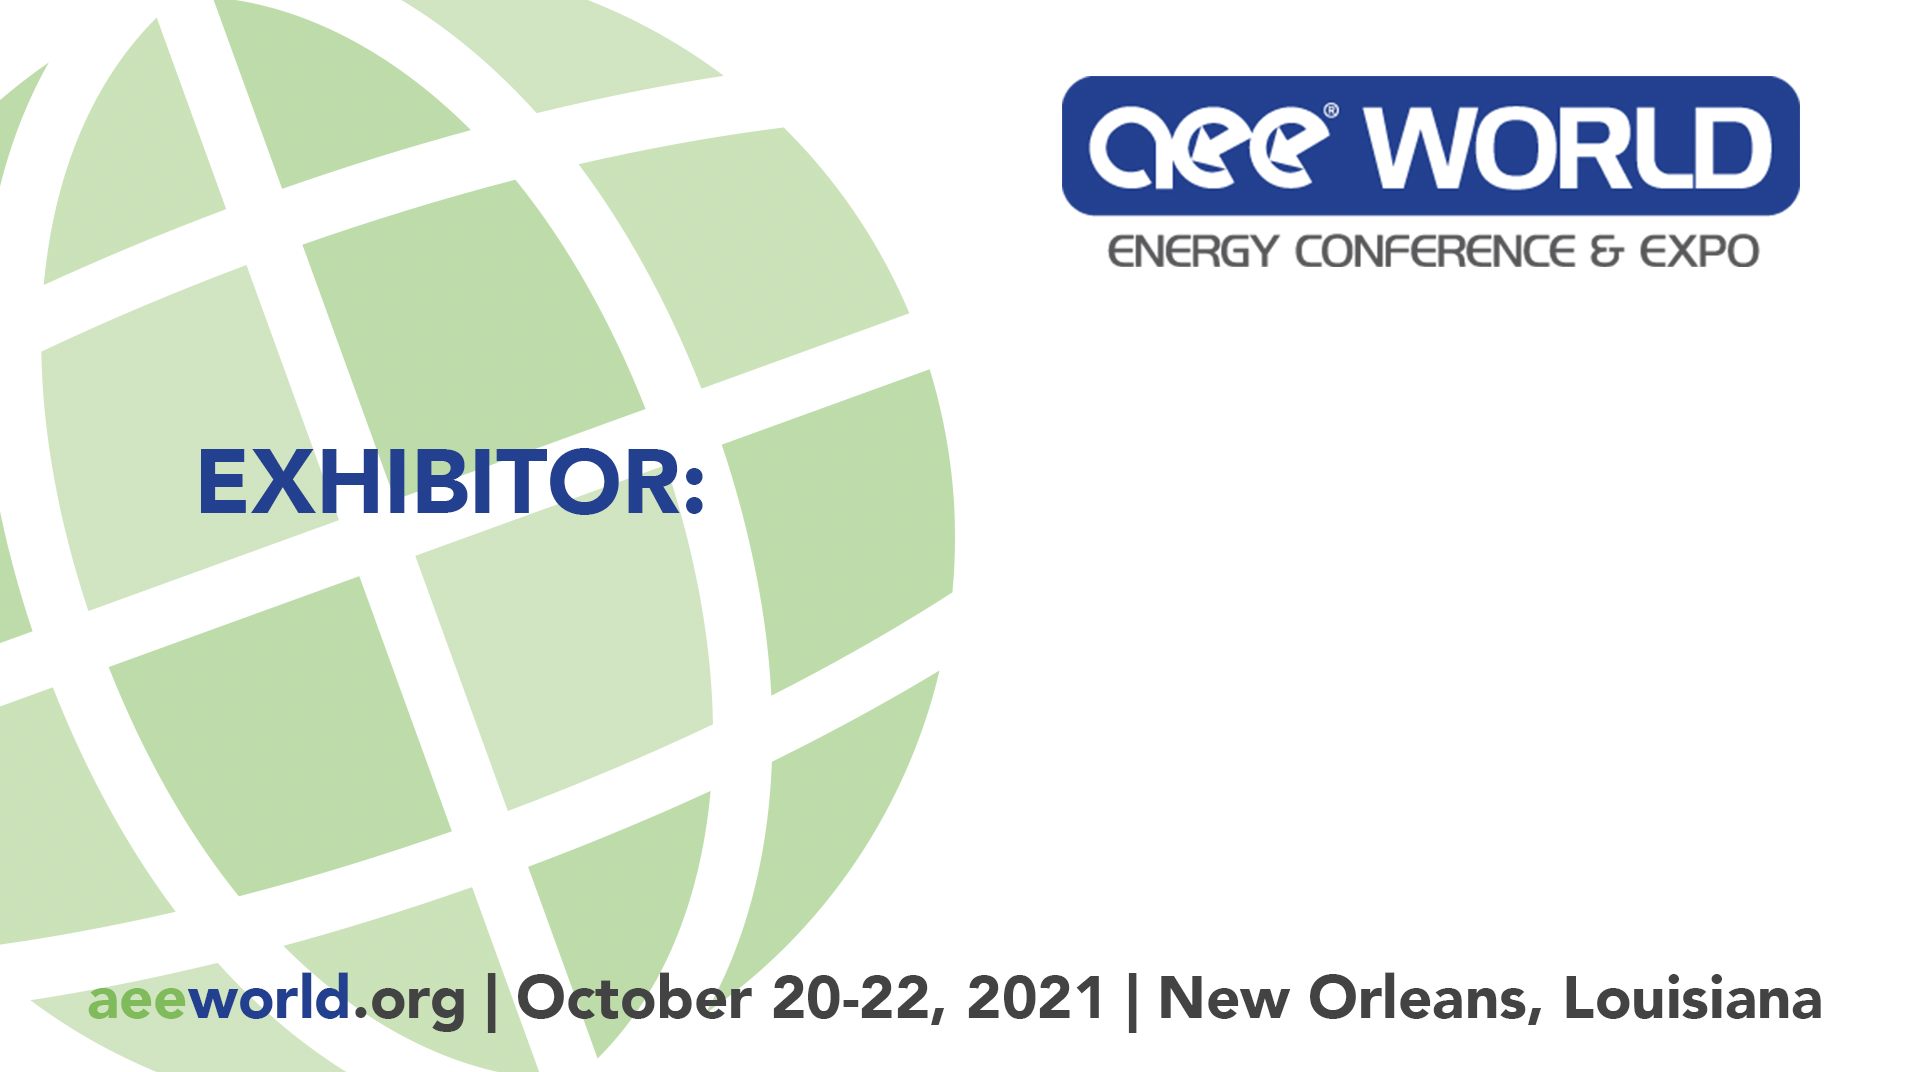 aee® WORLD
ENERGY CONFERENCE & EXPO
EXHIBITOR:
aeeworld.org | October 20-22, 2021 | New Orleans, Louisiana